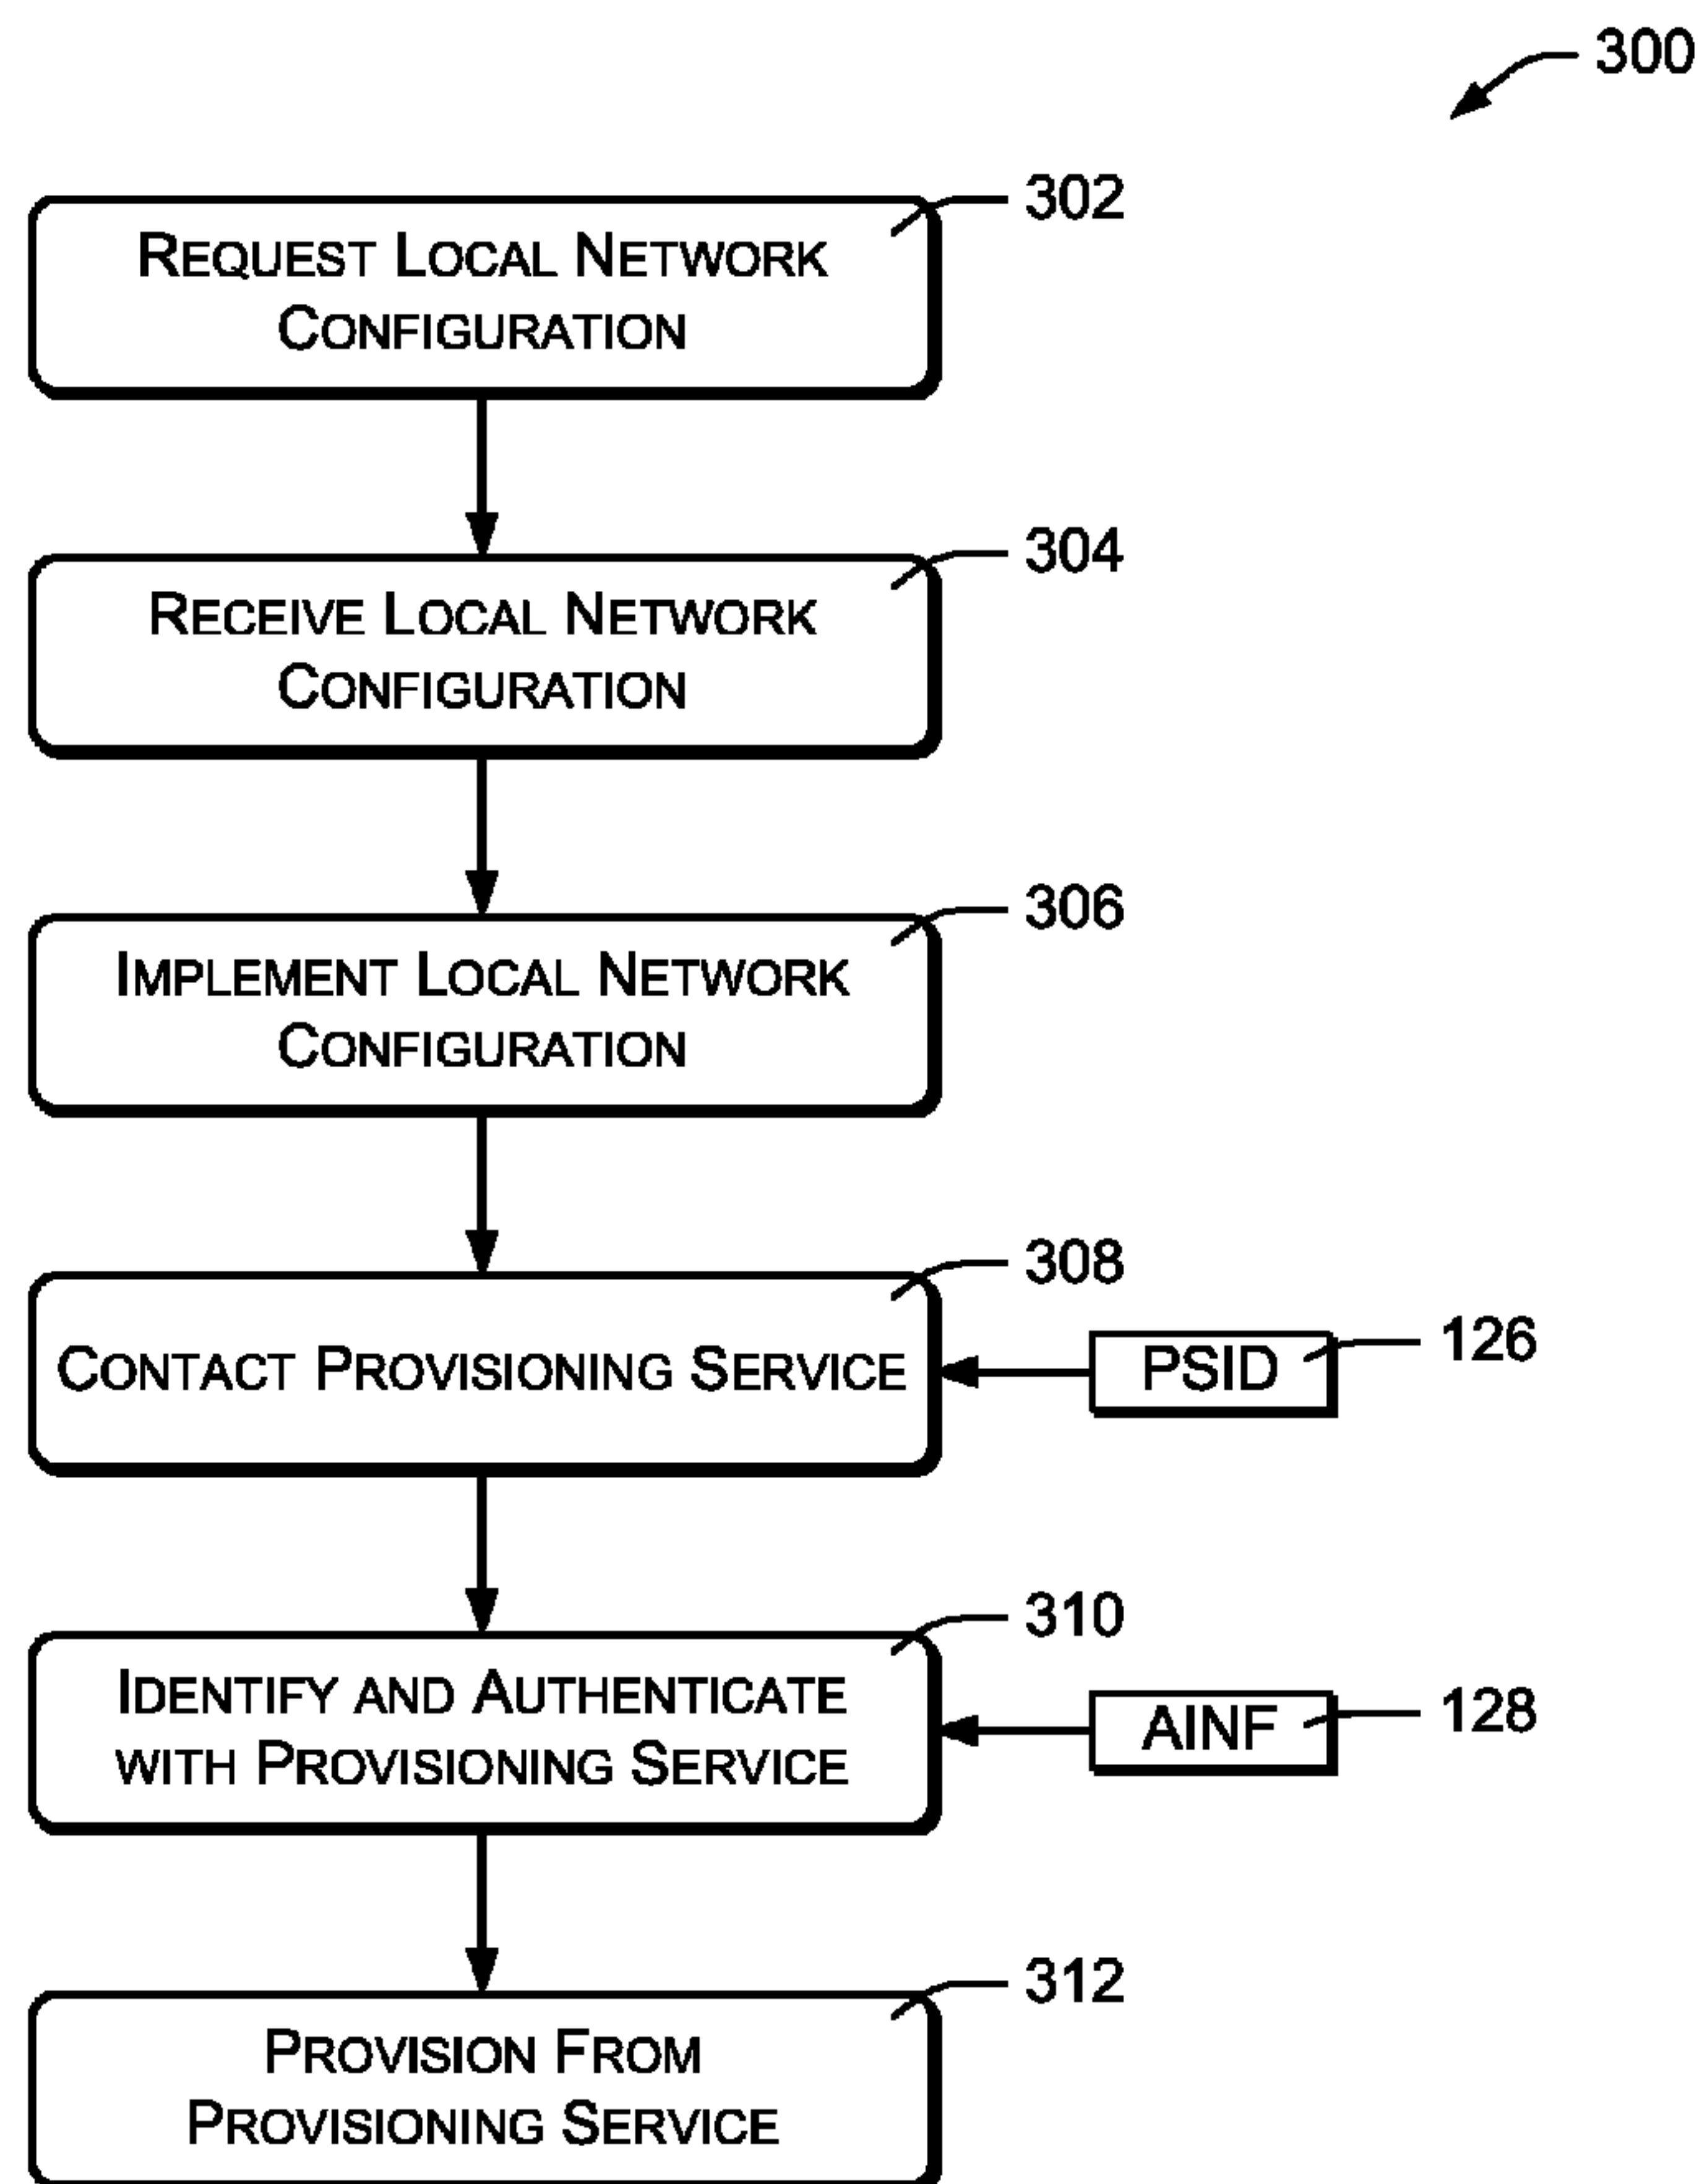 300
302
Request Local Network
Configuration
304
Receive Local Network
Configuration
306
Implement Local Network
Configuration
308
Contact Provisioning Service
PSID
126
310
Identify and Authenticate
with Provisioning Service
AINF
128
312
Provision From
Provisioning Service